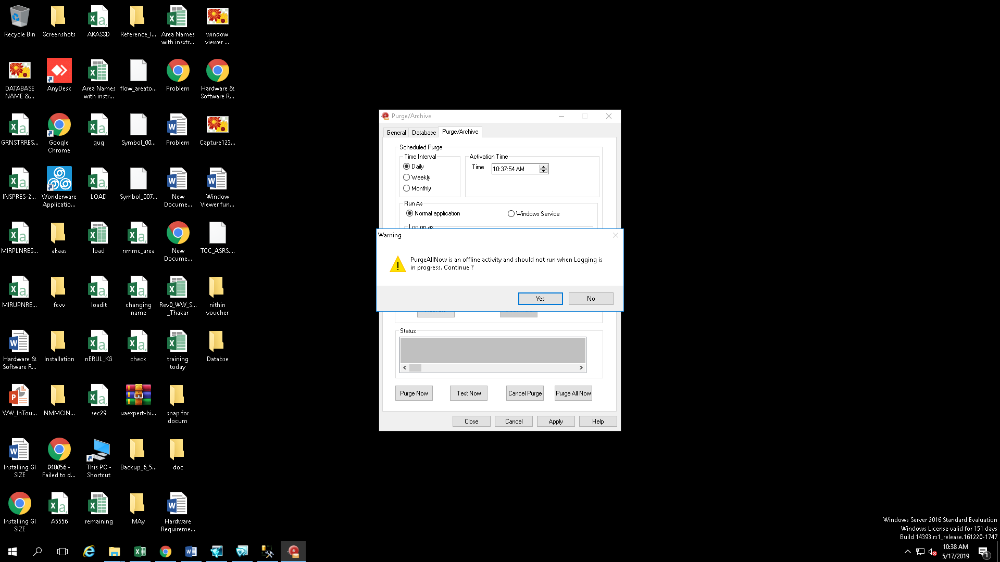 Recycle Bin
Screenshots
AKASSD
Reference_I...
Area Names
with insxtr...
window
viewer ...
DATABASE
NAME &...
AnyDesk
Area Names
with instr...
flow_areato...
Problem
Hardware &
Software R...
GRNSTRRES...
Google
Chrome
gug
Symbol_00...
Problem
Capture123...
INSPRES-2...
Wonderware
Applicatio...
LOAD
Symbol_007...
New
Docume...
Window
Viewer fun...
MIRPLNRES...
akaas
load
nmmc_area
New
Docume...
TCC_ASRS....
MIRUPNRE...
fcvv
loadit
changing
name
Rev0_WW_S...
_Thakar
nithin
voucher
Hardware &
Software R...
Installation
nERUL_KG
check
training
today
Databse
WW_InTou...
NMMCIN...
sec29
uaexpert-bi...
snap for
docum
Installing GI
SIZE
048056 -
Failed to d...
This PC -
Shortcut
Backup_6_5...
doc
Installing GI
SIZE
A5556
remaining
MAy
Hardware
Requireme...
Purge/Archive
General
Database
Purge/Archive
Scheduled Purge
Time Interval
Daily
Weekly
Monthly
Activation Time
Time
10:37:54 AM
Run As
Normal application
Windows Service
Log on as
Warning
PurgeAllNow is an offline activity and should not run when Logging is
in progress. Continue ?
Yes
No
Status
Purge Now
Test Now
Cancel Purge
Purge All Now
Close
Cancel
Apply
Help
Windows Server 2016 Standard Evaluation
Windows License valid for 151 days
Build 14393.rs1_release.161220-1747
10:38 AM
5/17/2019
1